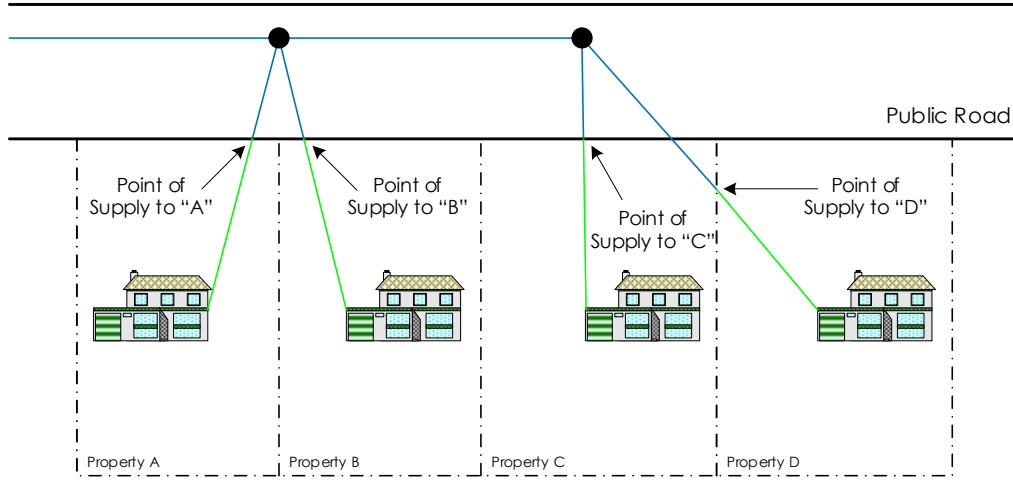 Public Road
Point of
Supply to “A”
Point of
Supply to “B”
Point of
Supply to “C”
Point of
Supply to “D”
Property A
Property B
Property C
Property D